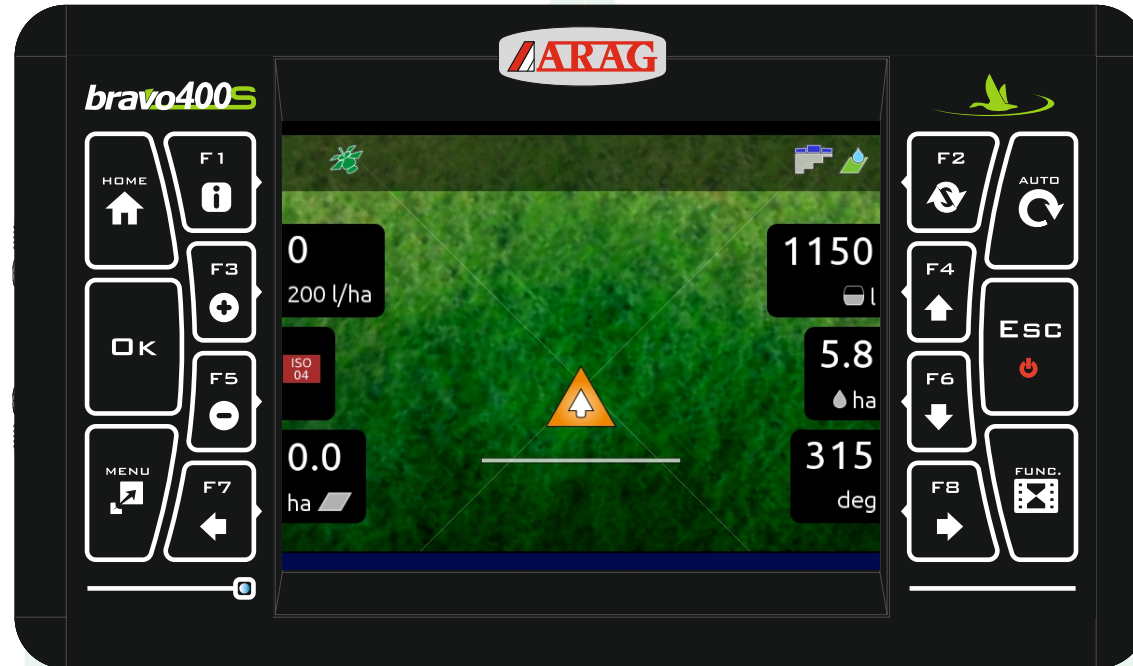 ARAG
bravo400S
HOME
F1
OK
F3
F5
MENU
F7
0
200 l/ha
ISO
04
0.0
ha
1150
l
5.8
ha
315
deg
F2
AUTO
F4
ESC
F6
F8
FUNC.